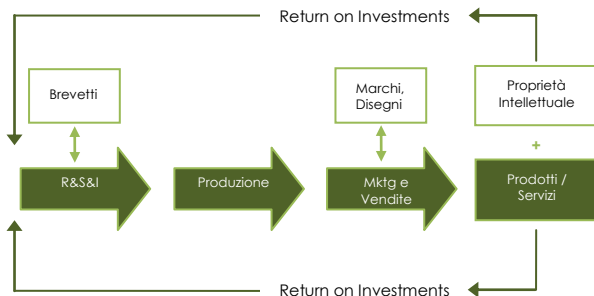 Return on Investments
Brevetti
Marchi,
Disegni
Proprietà
Intellettuale
+
R&S&I
Produzione
Mktg e
Vendite
Prodotti /
Servizi
Return on Investments